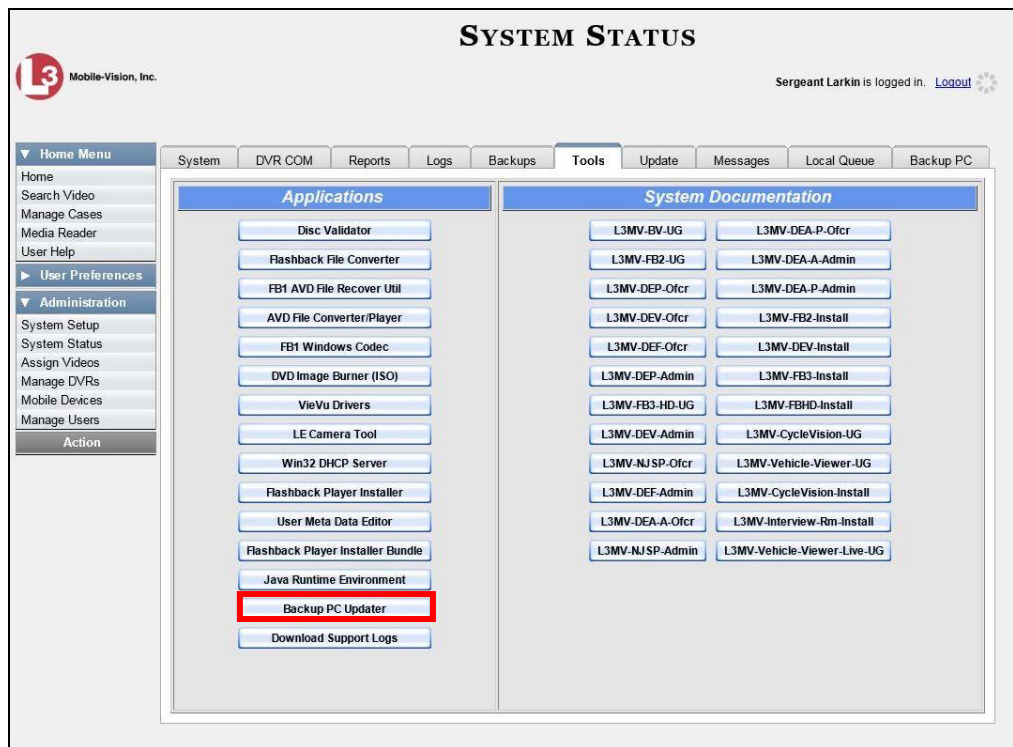 SYSTEM STATUS
L3 Mobile-Vision, Inc.
Sergeant Larkin is logged in. Logout
▼ Home Menu
Home
Search Video
Manage Cases
Media Reader
User Help
▶ User Preferences
▼ Administration
System Setup
System Status
Assign Videos
Manage DVRs
Mobile Devices
Manage Users
Action
System DVR COM Reports Logs Backups Tools Update Messages Local Queue Backup PC
Applications
Disc Validator
Flashback File Converter
FB1 AVD File Recover Util
AVD File Converter/Player
FB1 Windows Codec
DVD Image Burner (ISO)
VieVu Drivers
LE Camera Tool
Win32 DHCP Server
Flashback Player Installer
User Meta Data Editor
Flashback Player Installer Bundle
Java Runtime Environment
Backup PC Updater
Download Support Logs
System Documentation
L3MV-BV-UG L3MV-DEA-P-Ofcr
L3MV-FB2-UG L3MV-DEA-A-Admin
L3MV-DEP-Ofcr L3MV-DEA-P-Admin
L3MV-DEV-Ofcr L3MV-FB2-Install
L3MV-DEF-Ofcr L3MV-DEV-Install
L3MV-DEP-Admin L3MV-FB3-Install
L3MV-FB3-HD-UG L3MV-FBHD-Install
L3MV-DEV-Admin L3MV-CycleVision-UG
L3MV-NJSP-Ofcr L3MV-Vehicle-Viewer-UG
L3MV-DEF-Admin L3MV-CycleVision-Install
L3MV-DEA-A-Ofcr L3MV-Interview-Rm-Install
L3MV-NJSP-Admin L3MV-Vehicle-Viewer-Live-UG